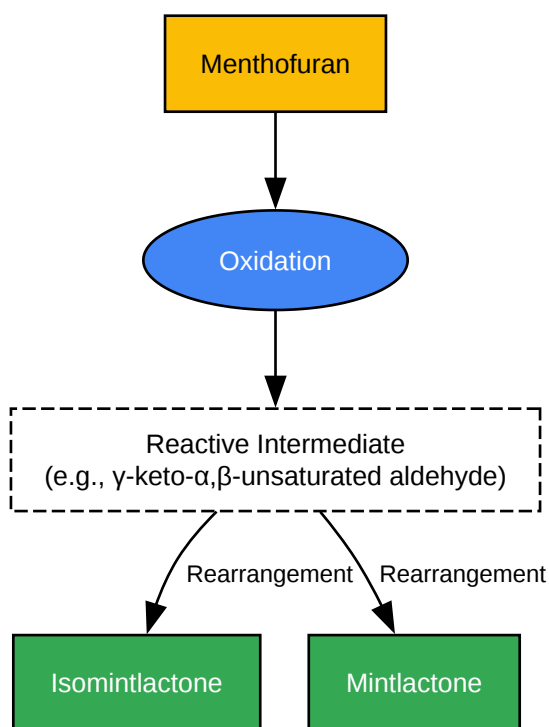 Menthofuran
Oxidation
Reactive Intermediate
(e.g., γ-keto-α,β-unsaturated aldehyde)
Rearrangement
Rearrangement
Isomintlactone
Mintlactone